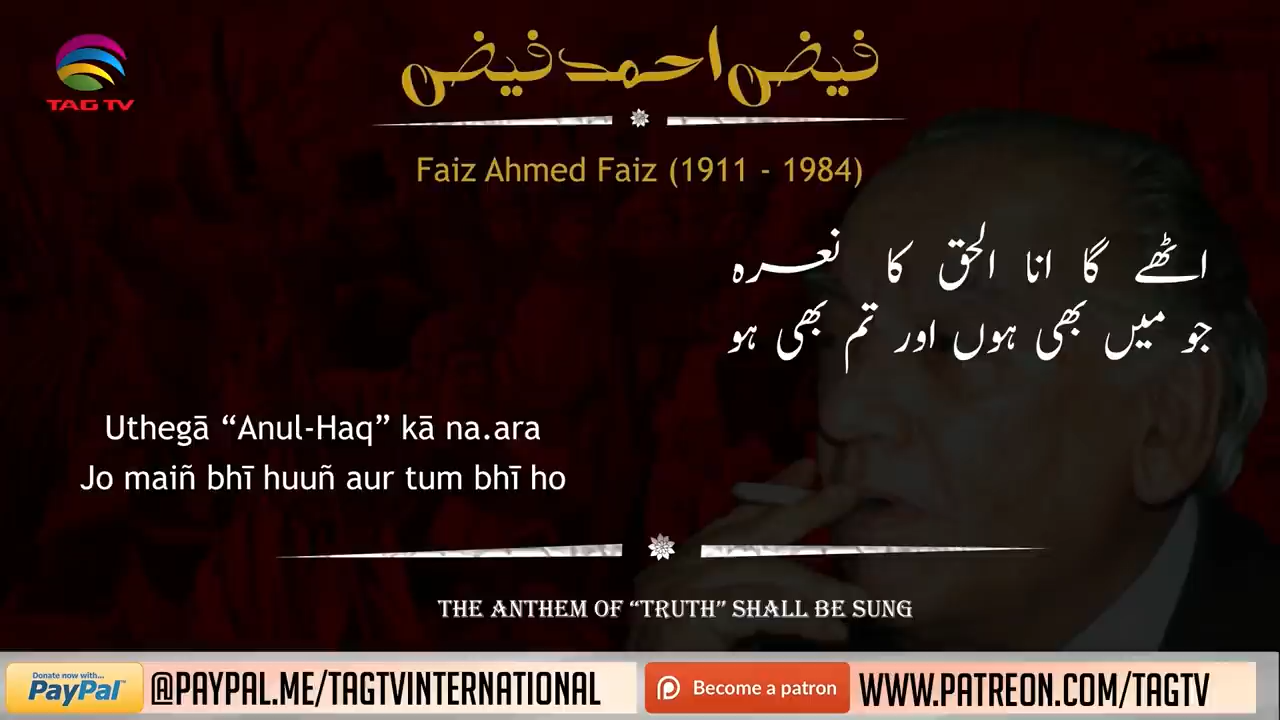 فیض احمد فیض
TAG TV
Faiz Ahmed Faiz (1911 - 1984)
اٹھے گا انا الحق کا نعرہ
جو میں بھی ہوں اور تم بھی ہو
Uthegā “Anul-Haq” kā na.ara
Jo maiñ bhī huuñ aur tum bhī ho
THE ANTHEM OF “TRUTH” SHALL BE SUNG
Donate now with...
PayPal™
@PAYPAL.ME/TAGTVINTERNATIONAL
Become a patron
WWW.PATREON.COM/TAGTV